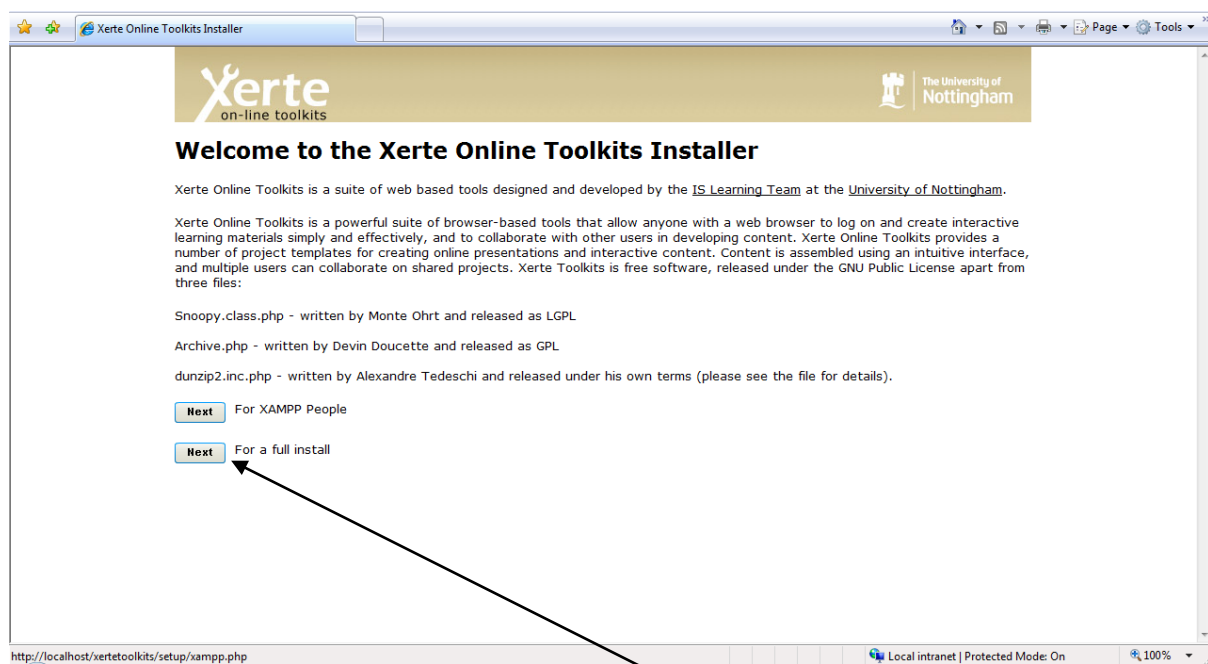 Xerte Online Toolkits Installer
Page
Tools
Xerte
on-line toolkits
The University of
Nottingham
Welcome to the Xerte Online Toolkits Installer
Xerte Online Toolkits is a suite of web based tools designed and developed by the IS Learning Team at the University of Nottingham.
Xerte Online Toolkits is a powerful suite of browser-based tools that allow anyone with a web browser to log on and create interactive
learning materials simply and effectively, and to collaborate with other users in developing content. Xerte Online Toolkits provides a
number of project templates for creating online presentations and interactive content. Content is assembled using an intuitive interface,
and multiple users can collaborate on shared projects. Xerte Toolkits is free software, released under the GNU Public License apart from
three files:
Snoopy.class.php - written by Monte Ohrt and released as LGPL
Archive.php - written by Devin Doucette and released as GPL
dunzip2.inc.php - written by Alexandre Tedeschi and released under his own terms (please see the file for details).
Next For XAMPP People
Next For a full install
http://localhost/xertetoolkits/setup/xampp.php
Local intranet | Protected Mode: On
100%